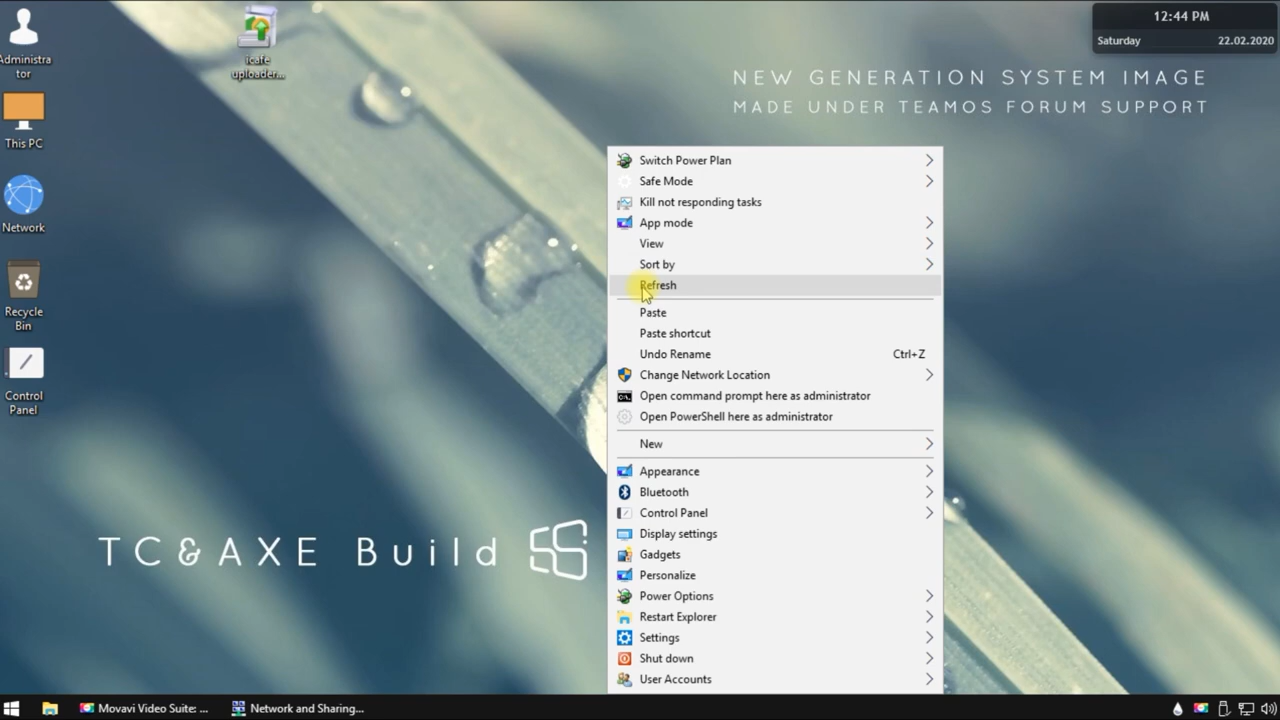 Administra
tor
This PC
Network
Recycle
Bin
Control
Panel
icafe
uploader...
12:44 PM
Saturday 22.02.2020
NEW GENERATION SYSTEM IMAGE
MADE UNDER TEAMOS FORUM SUPPORT
TC&AXE Build
Switch Power Plan
Safe Mode
Kill not responding tasks
App mode
View
Sort by
Refresh
Paste
Paste shortcut
Undo Rename Ctrl+Z
Change Network Location
Open command prompt here as administrator
Open PowerShell here as administrator
New
Appearance
Bluetooth
Control Panel
Display settings
Gadgets
Personalize
Power Options
Restart Explorer
Settings
Shut down
User Accounts
Movavi Video Suite: ...
Network and Sharing...